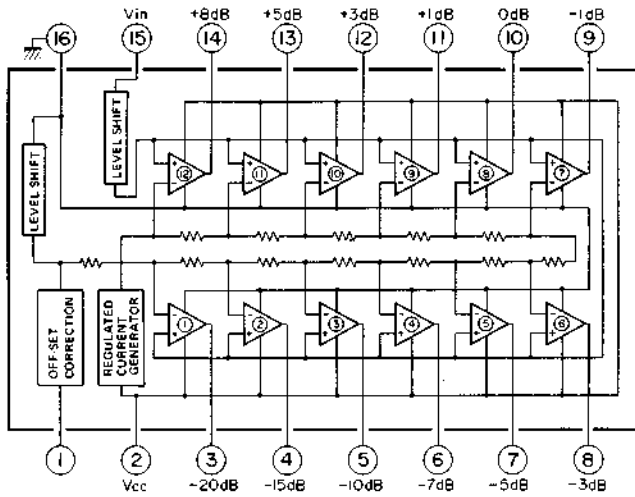 Vin +8dB +5dB +3dB +1dB 0dB -1dB
16 15 14 13 12 11 10 9
LEVEL SHIFT
LEVEL SHIFT
12 11 10 9 8 7
1 2 3 4 5 6
OFF-SET
CORRECTION
REGULATED
CURRENT
GENERATOR
1 2 3 4 5 6 7 8
Vcc -20dB -15dB -10dB -7dB -5dB -3dB